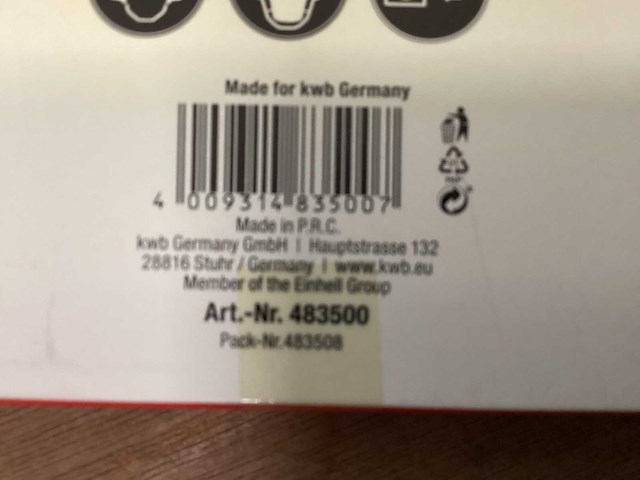 Made for kwb Germany
4 009314 835007
Made in P.R.C.
kwb Germany GmbH | Hauptstrasse 132
28816 Stuhr / Germany | www.kwb.eu
Member of the Einhell Group
Art.-Nr. 483500
Pack-Nr.483508